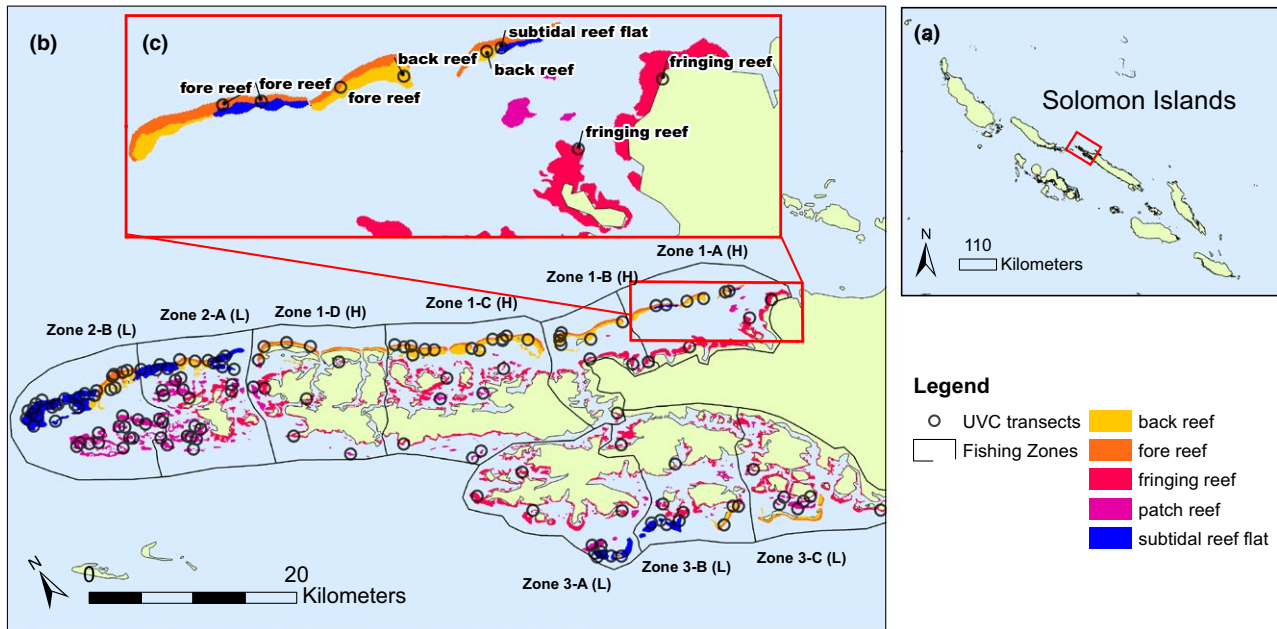 (b)
(c)
subtidal reef flat
back reef
back reef
fringing reef
fore reef
fore reef
fore reef
fringing reef
Zone 1-A (H)
Zone 1-B (H)
Zone 1-C (H)
Zone 1-D (H)
Zone 2-A (L)
Zone 2-B (L)
Zone 3-C (L)
Zone 3-B (L)
Zone 3-A (L)
N
0 20
Kilometers
(a)
Solomon Islands
N
110
Kilometers
Legend
UVC transects
Fishing Zones
back reef
fore reef
fringing reef
patch reef
subtidal reef flat